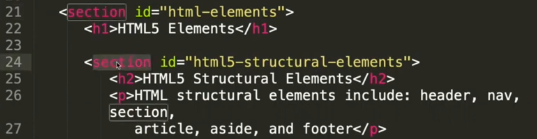 21 <section id="html-elements">
22 <h1>HTML5 Elements</h1>
23
24 <section id="html5-structural-elements">
25 <h2>HTML5 Structural Elements</h2>
26 <p>HTML structural elements include: header, nav,
section,
27 article, aside, and footer</p>